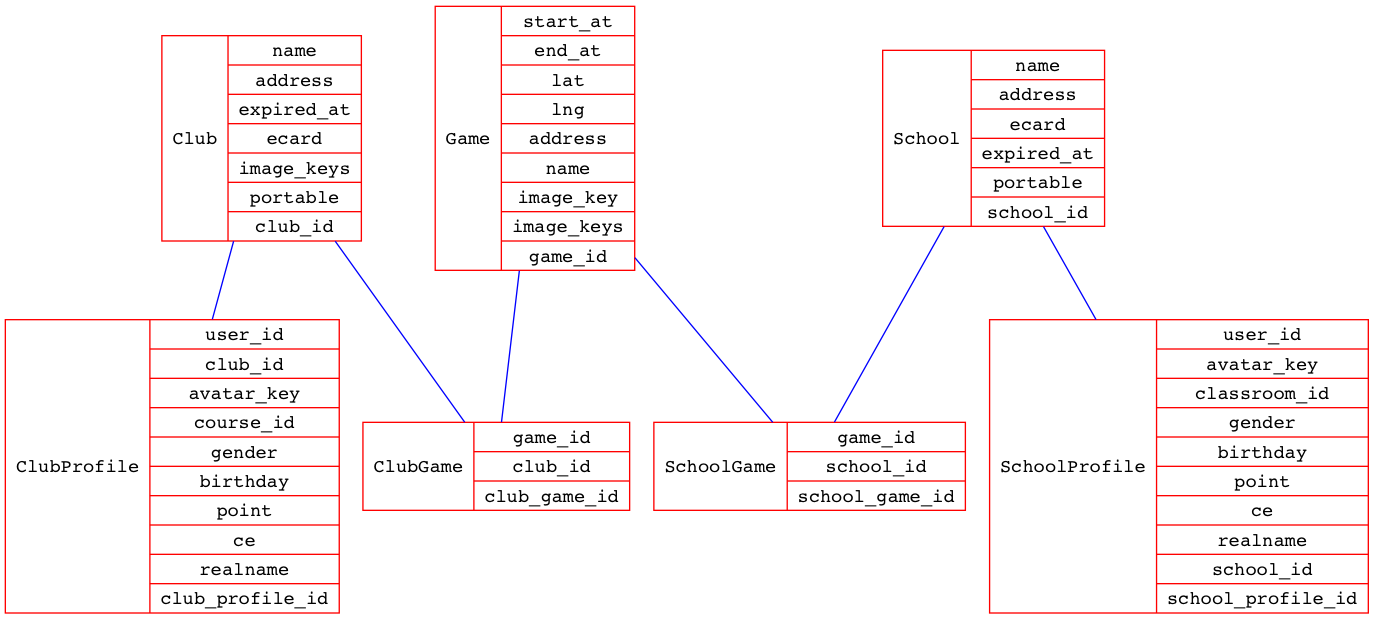 Club
name
address
expired_at
ecard
image_keys
portable
club_id
Game
start_at
end_at
lat
lng
address
name
image_key
image_keys
game_id
School
name
address
ecard
expired_at
portable
school_id
ClubProfile
user_id
club_id
avatar_key
course_id
gender
birthday
point
ce
realname
club_profile_id
ClubGame
game_id
club_id
club_game_id
SchoolGame
game_id
school_id
school_game_id
SchoolProfile
user_id
avatar_key
classroom_id
gender
birthday
point
ce
realname
school_id
school_profile_id